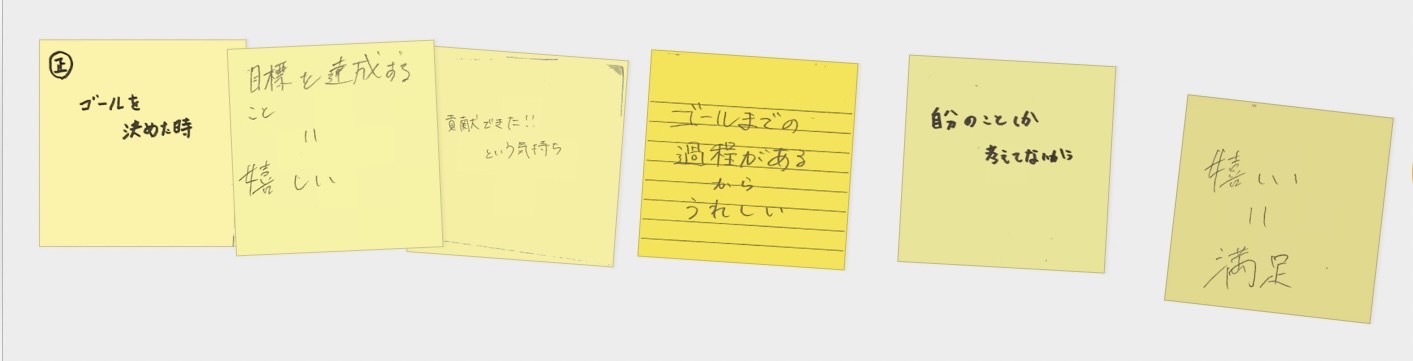 正
ゴールを
決めた時
目標を達成する
こと
=
嬉しい
貢献できた!!
という気持ち
ゴールまでの
過程がある
から
うれしい
自分のことしか
考えてない
嬉しい
=
満足